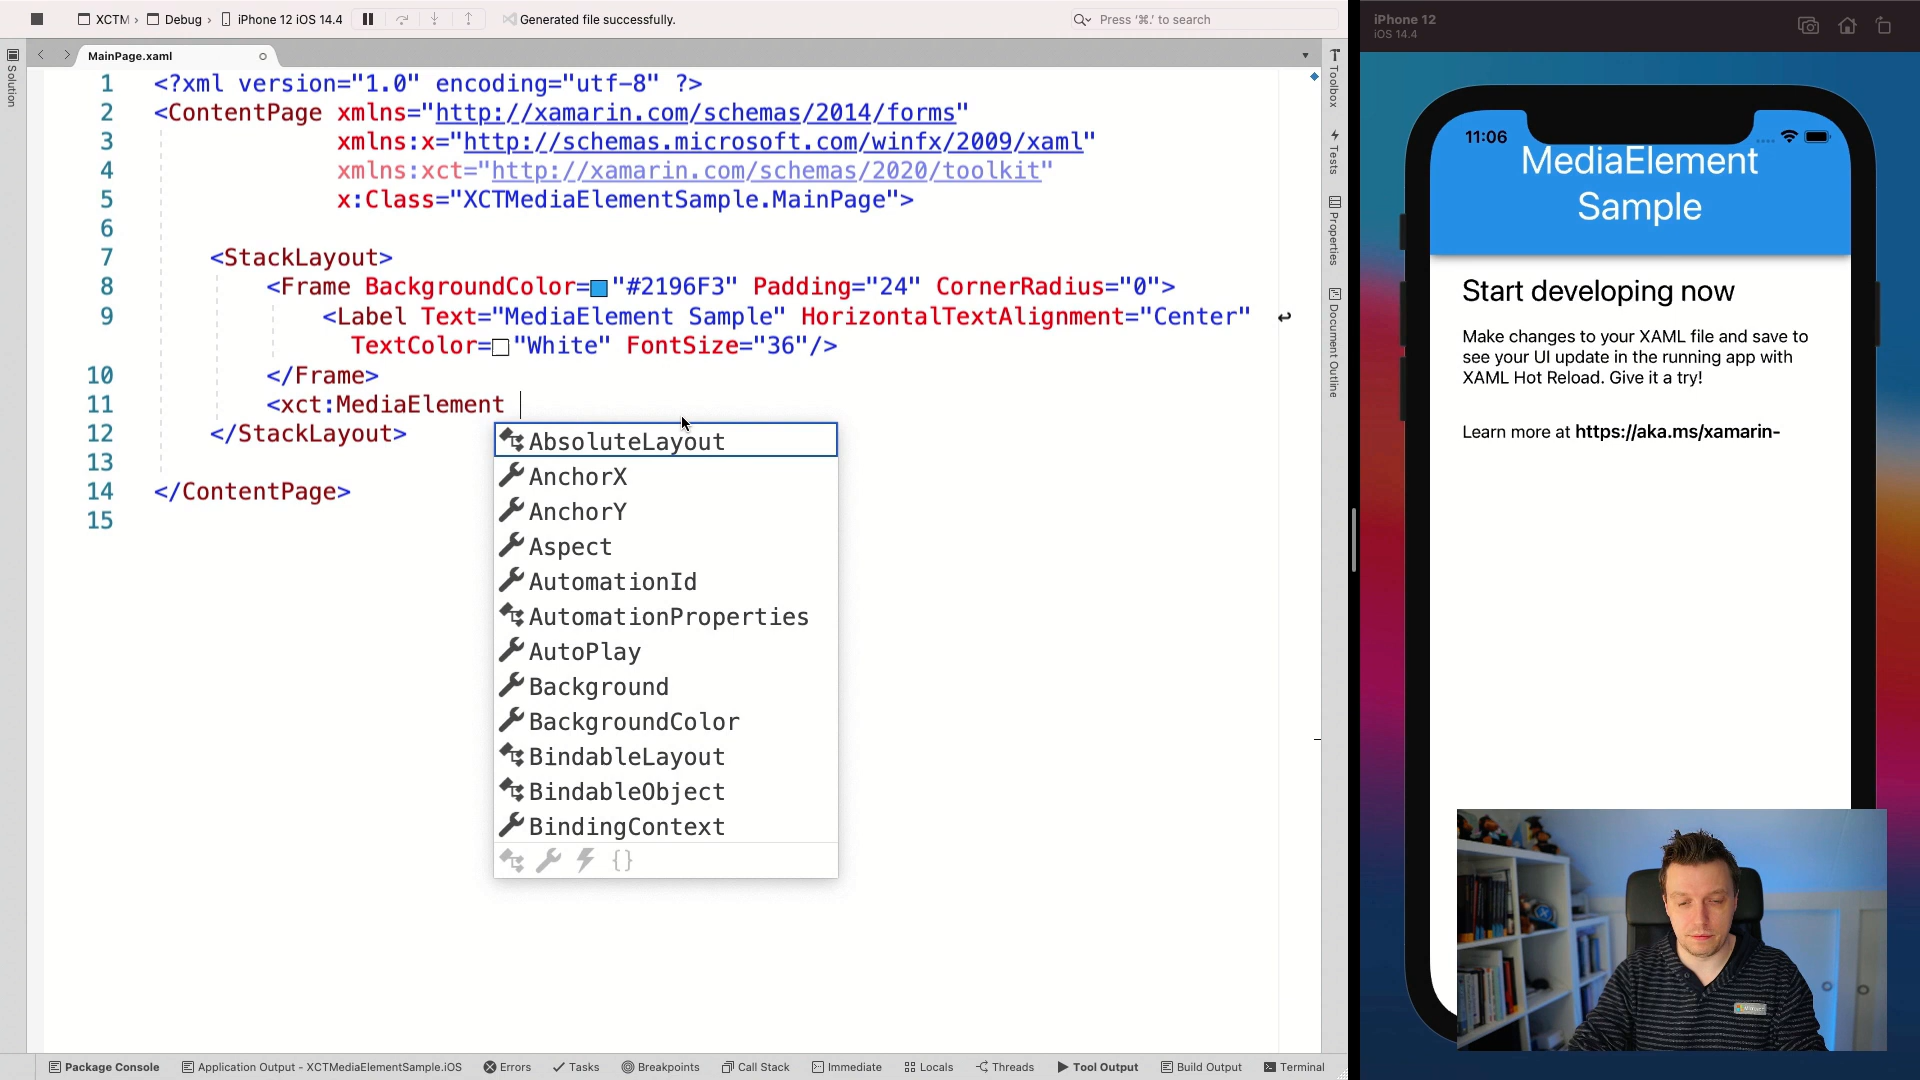 XCTM › Debug › iPhone 12 iOS 14.4
Generated file successfully.
Press '⌘.' to search
iPhone 12
iOS 14.4
Solution
MainPage.xaml
Toolbox
Tests
Properties
Document Outline
1 <?xml version="1.0" encoding="utf-8" ?>
2 <ContentPage xmlns="http://xamarin.com/schemas/2014/forms"
3 xmlns:x="http://schemas.microsoft.com/winfx/2009/xaml"
4 xmlns:xct="http://xamarin.com/schemas/2020/toolkit"
5 x:Class="XCTMediaElementSample.MainPage">
6
7 <StackLayout>
8 <Frame BackgroundColor="#2196F3" Padding="24" CornerRadius="0">
9 <Label Text="MediaElement Sample" HorizontalTextAlignment="Center"
TextColor="White" FontSize="36"/>
10 </Frame>
11 <xct:MediaElement
12 </StackLayout>
13
14 </ContentPage>
15
AbsoluteLayout
AnchorX
AnchorY
Aspect
AutomationId
AutomationProperties
AutoPlay
Background
BackgroundColor
BindableLayout
BindableObject
BindingContext
{}
11:06
MediaElement
Sample
Start developing now
Make changes to your XAML file and save to
see your UI update in the running app with
XAML Hot Reload. Give it a try!
Learn more at https://aka.ms/xamarin-
Package Console
Application Output - XCTMediaElementSample.iOS
Errors
Tasks
Breakpoints
Call Stack
Immediate
Locals
Threads
Tool Output
Build Output
Terminal